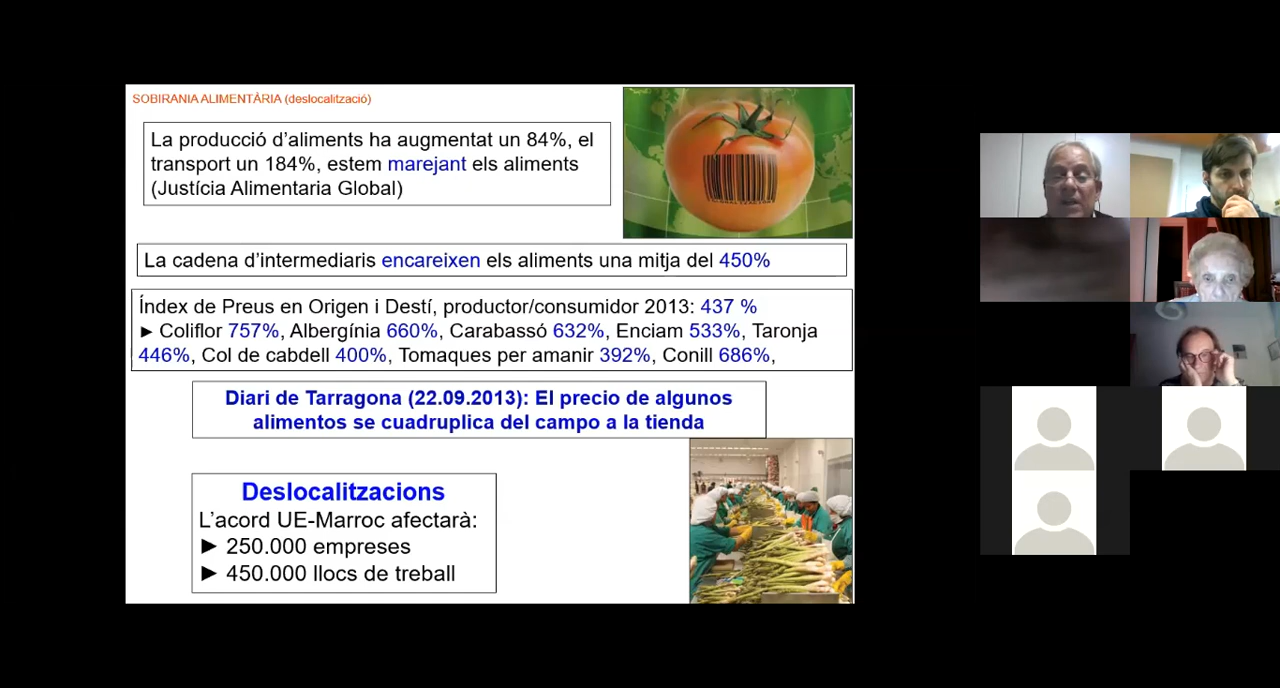 SOBIRANIA ALIMENTÀRIA (deslocalització)
La producció d’aliments ha augmentat un 84%, el
transport un 184%, estem marejant els aliments
(Justícia Alimentaria Global)
La cadena d’intermediaris encareixen els aliments una mitja del 450%
Índex de Preus en Origen i Destí, productor/consumidor 2013: 437 %
► Coliflor 757%, Albergínia 660%, Carabassó 632%, Enciam 533%, Taronja
446%, Col de cabdell 400%, Tomaques per amanir 392%, Conill 686%,
Diari de Tarragona (22.09.2013): El precio de algunos
alimentos se cuadruplica del campo a la tienda
Deslocalitzacions
L’acord UE-Marroc afectarà:
► 250.000 empreses
► 450.000 llocs de treball